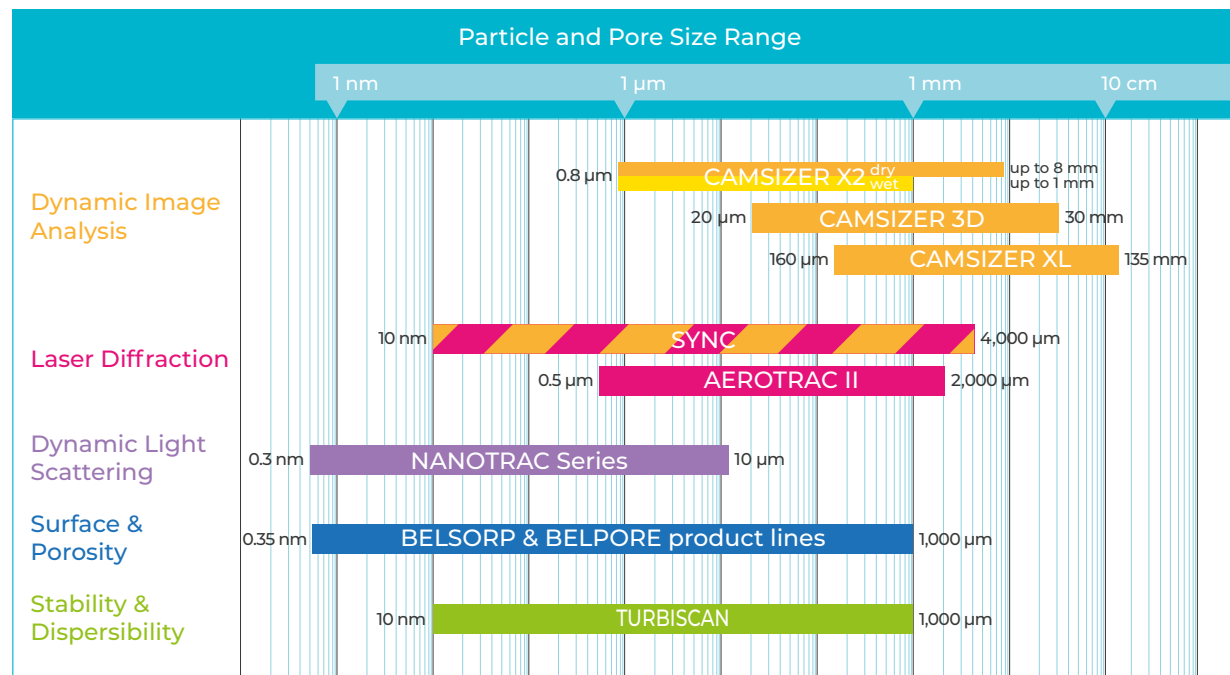 Particle and Pore Size Range
1 nm
1 µm
1 mm
10 cm
Dynamic Image
Analysis
0.8 µm
CAMSIZER X2 dry
wet
up to 8 mm
up to 1 mm
20 µm
CAMSIZER 3D
30 mm
160 µm
CAMSIZER XL
135 mm
Laser Diffraction
10 nm
SYNC
4,000 µm
0.5 µm
AEROTRAC II
2,000 µm
Dynamic Light
Scattering
0.3 nm
NANOTRAC Series
10 µm
Surface &
Porosity
0.35 nm
BELSORP & BELPORE product lines
1,000 µm
Stability &
Dispersibility
10 nm
TURBISCAN
1,000 µm